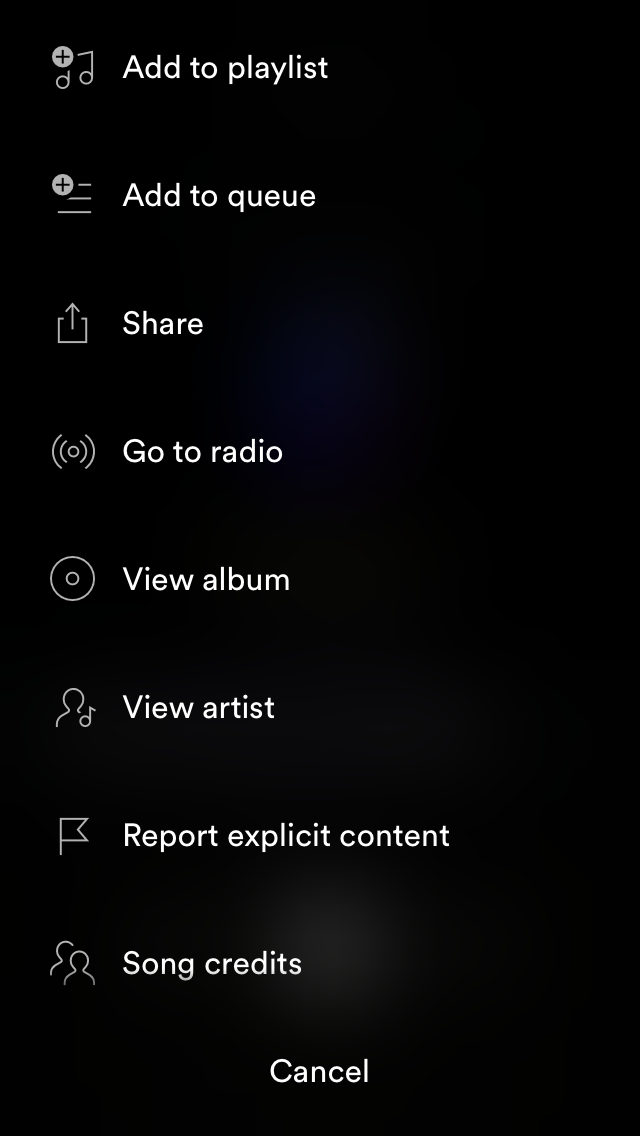 Add to playlist
Add to queue
Share
Go to radio
View album
View artist
Report explicit content
Song credits
Cancel